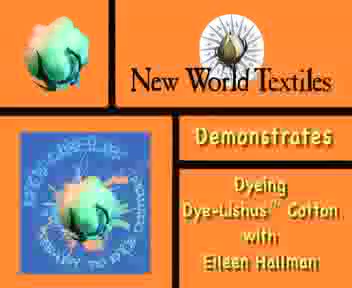 New World Textiles
Demonstrates
Dyeing
Dye-Lishus™ Cotton
with
Eileen Hallman